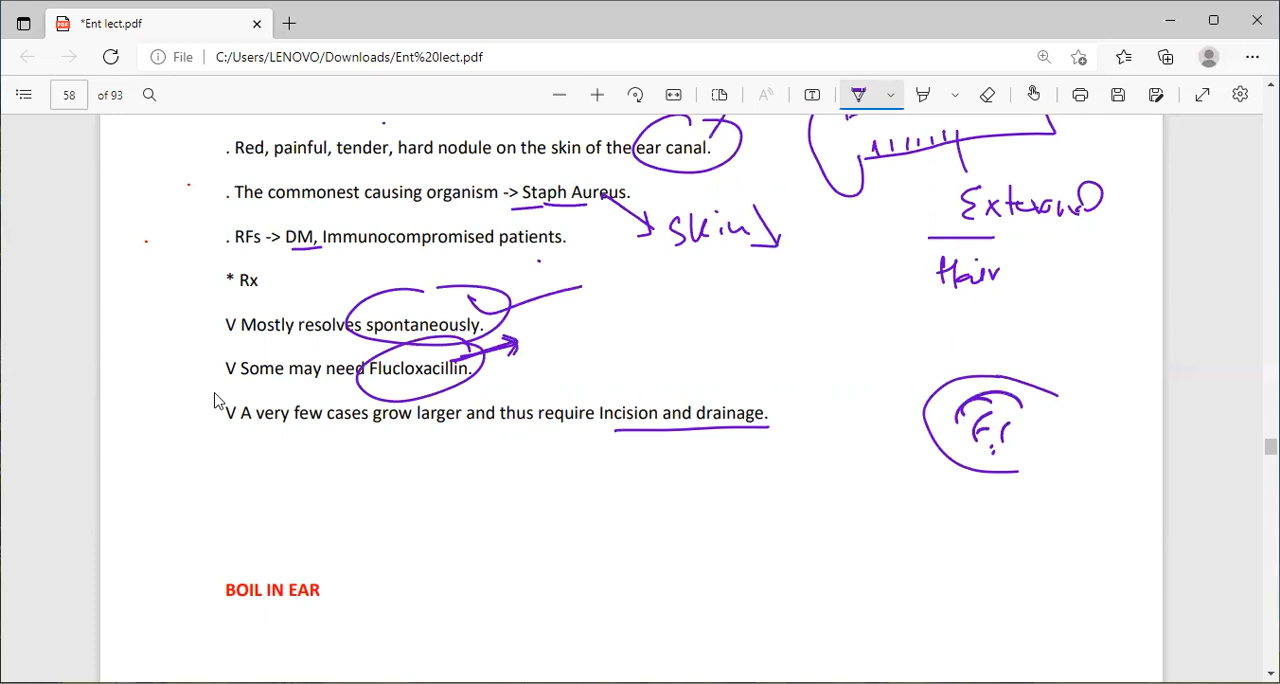 *Ent lect.pdf
File C:/Users/LENOVO/Downloads/Ent%20lect.pdf
58 of 93
. Red, painful, tender, hard nodule on the skin of the ear canal.
. The commonest causing organism -> Staph Aureus.
skin
External
. RFs -> DM, Immunocompromised patients.
Hair
* Rx
V Mostly resolves spontaneously.
V Some may need Flucloxacillin.
V A very few cases grow larger and thus require Incision and drainage.
BOIL IN EAR